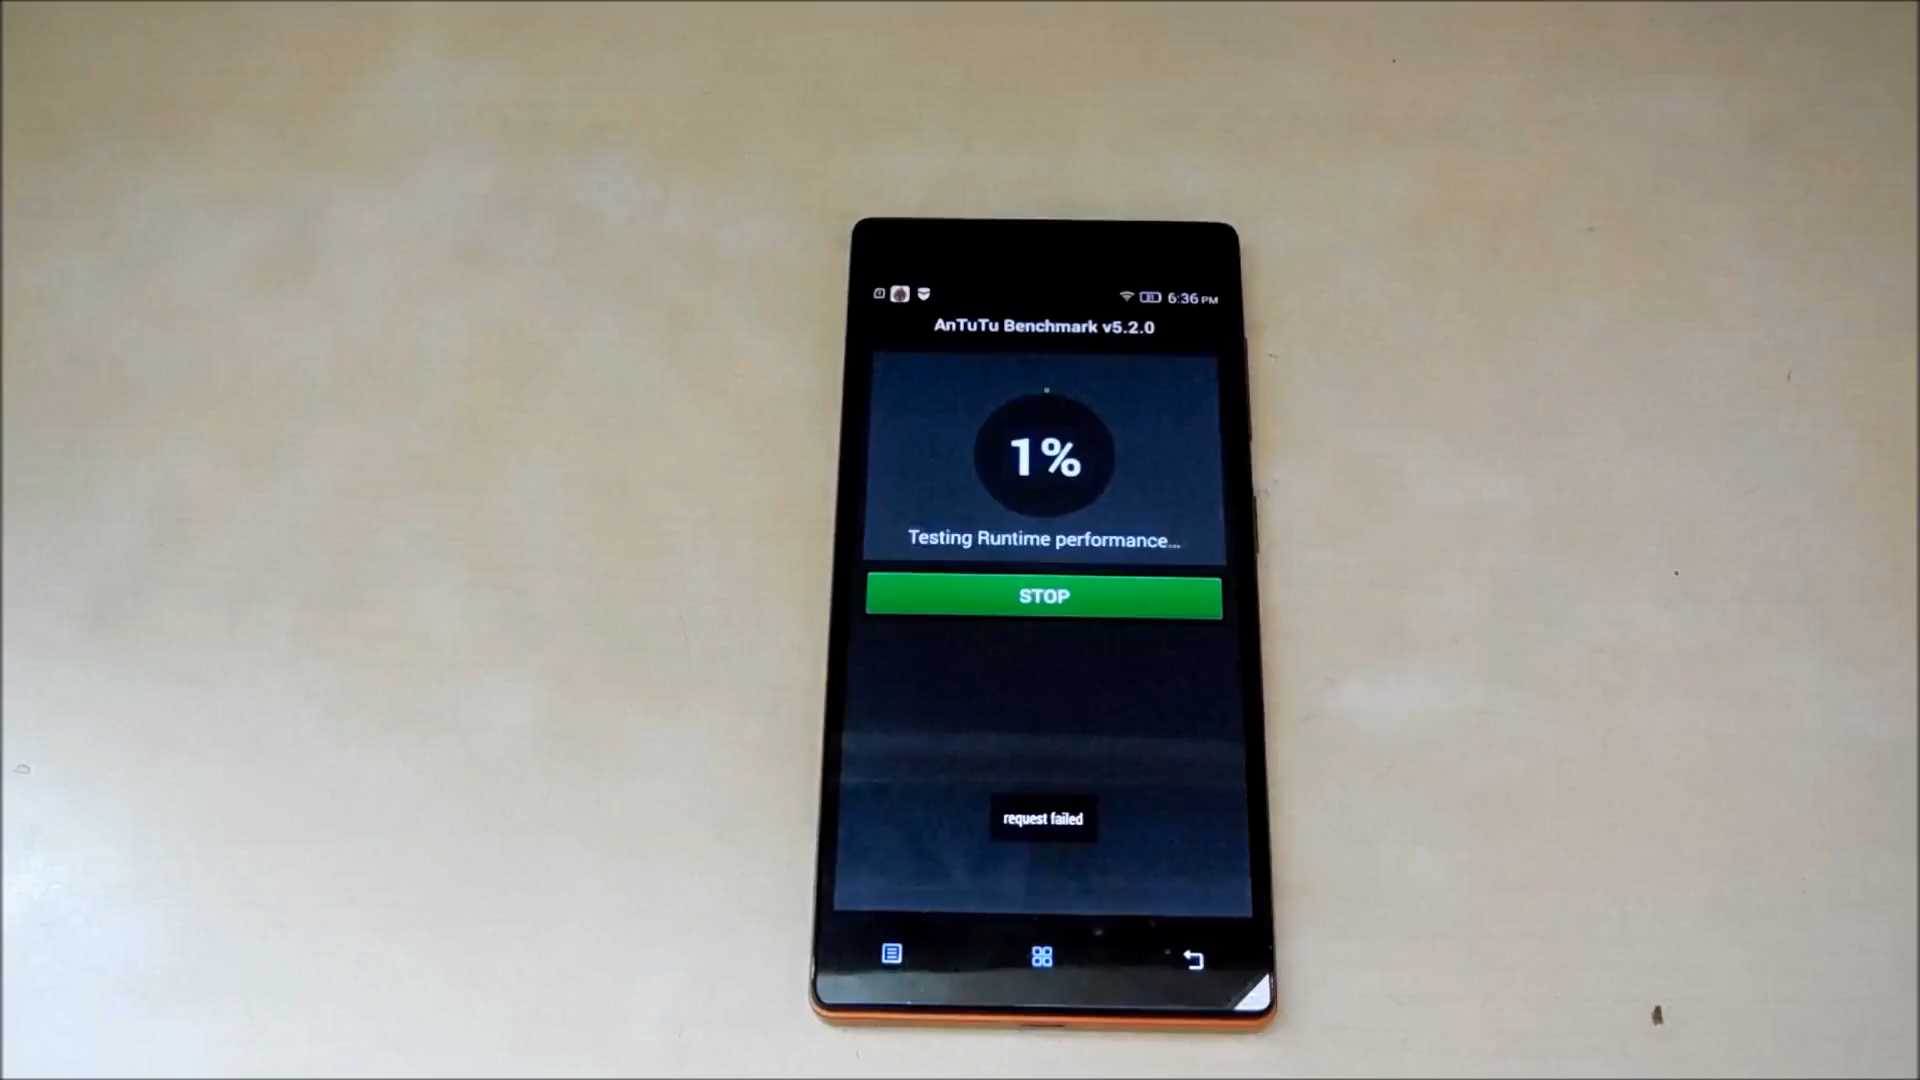 6:36 PM
AnTuTu Benchmark v5.2.0
1%
Testing Runtime performance...
STOP
request failed